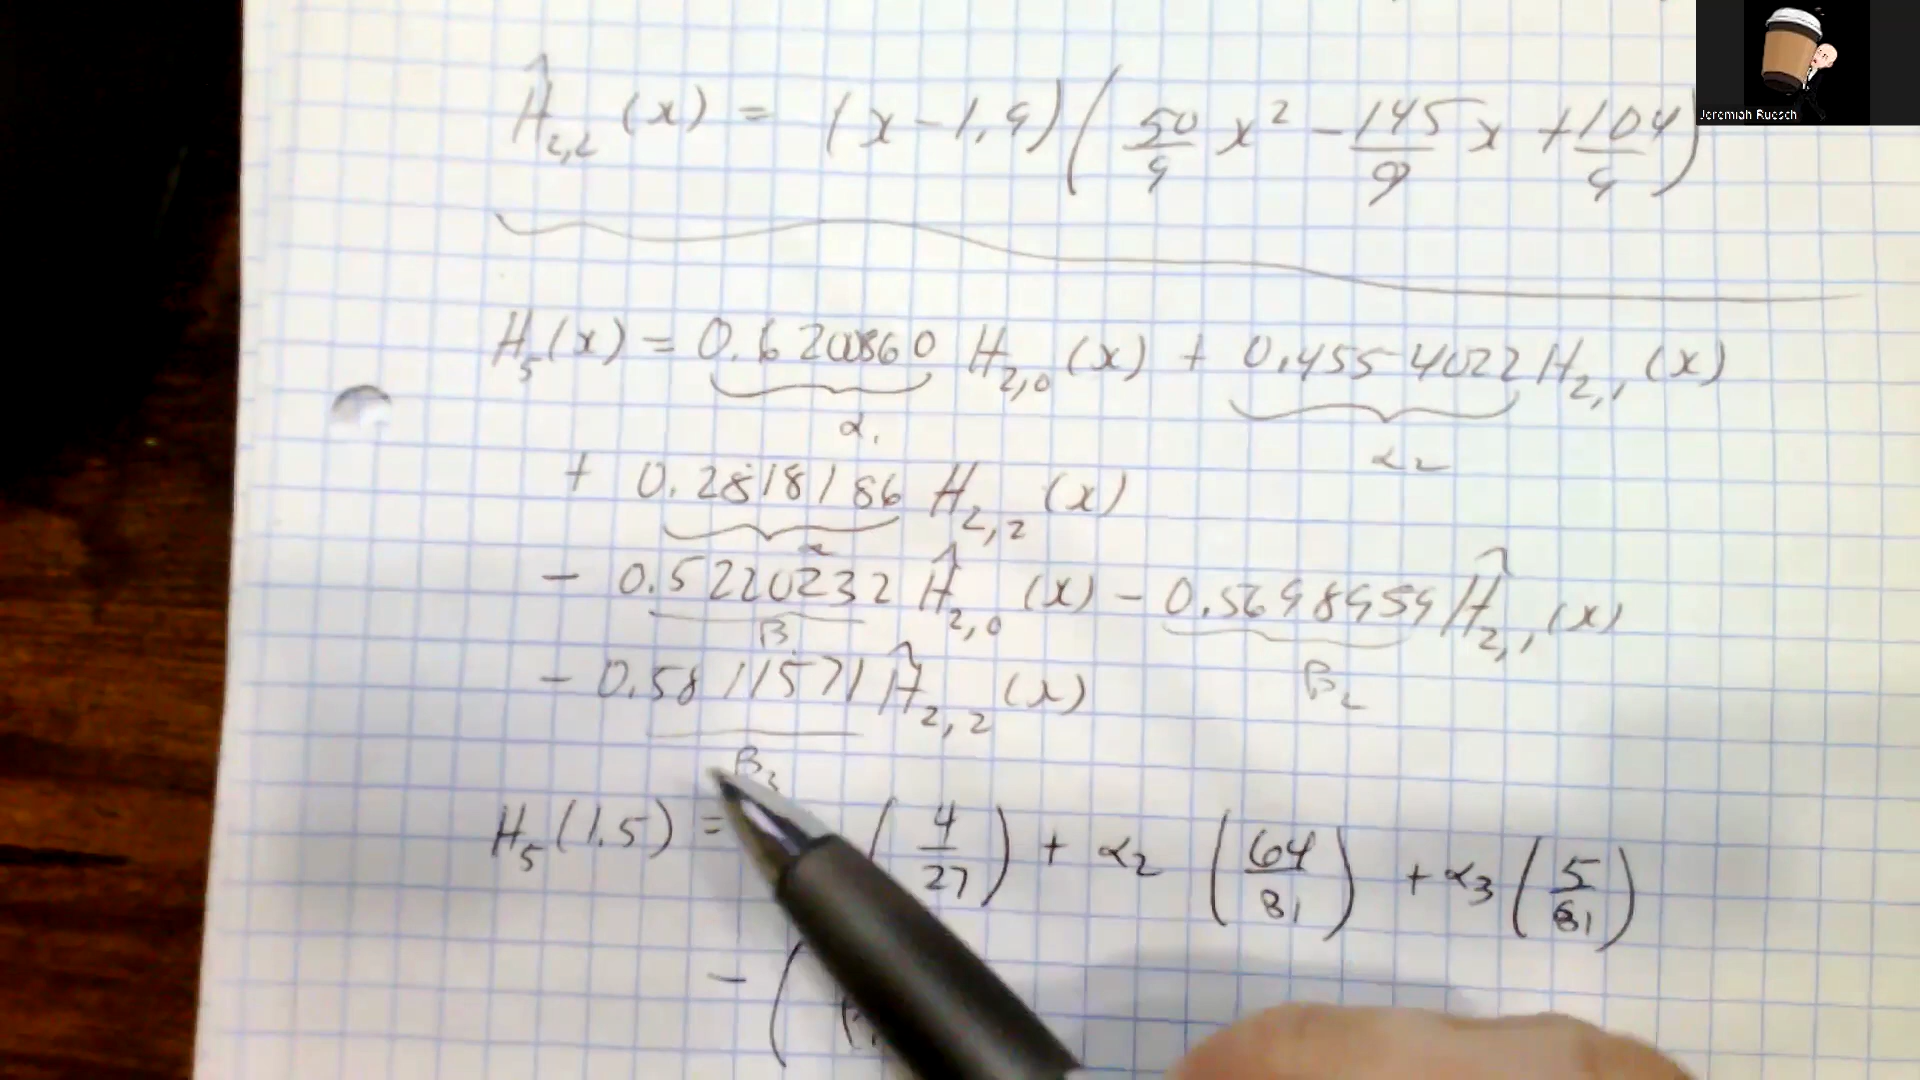 Jeremiah Ruesch
Ĥ2,2 (x) = (x - 1.9)(50/9 x² - 145/9 x + 104/9)
H5(x) = 0.6200860 H2,0 (x) + 0.4554022 H2,1 (x)
α1 α2
+ 0.2818186 H2,2 (x)
α
- 0.5220232 Ĥ2,0 (x) - 0.5698959 Ĥ2,1 (x)
β β2
- 0.5811571 Ĥ2,2 (x)
β3
H5(1.5) = (4/27) + α2 (64/81) + α3 (5/81)
- (